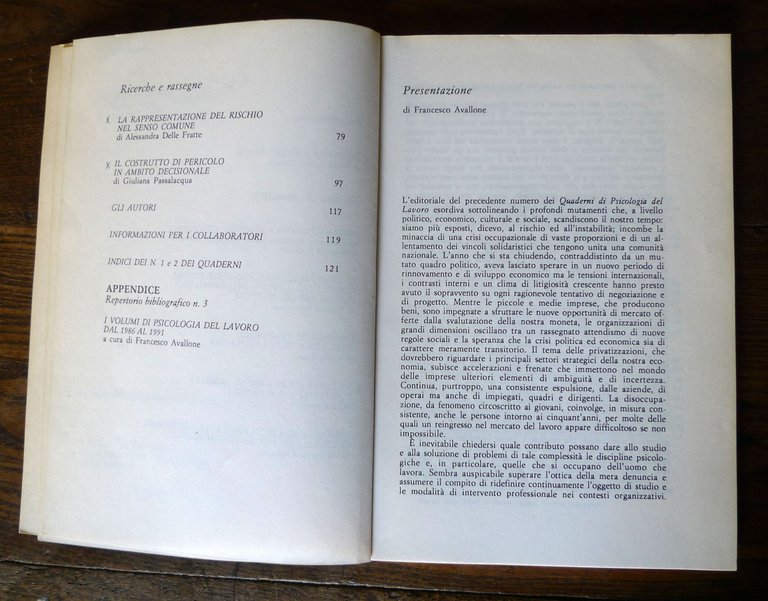 Ricerche e rassegne
LA RAPPRESENTAZIONE DEL RISCHIO
NEL SENSO COMUNE
di Alessandra Delle Fratte 79
IL COSTRUTTO DI PERICOLO
IN AMBITO DECISIONALE
di Giuliana Passalacqua 97
GLI AUTORI 117
INFORMAZIONI PER I COLLABORATORI 119
INDICI DEI N. 1 e 2 DEI QUADERNI 121
APPENDICE
Repertorio bibliografico n. 3
I VOLUMI DI PSICOLOGIA DEL LAVORO
DAL 1986 AL 1991
a cura di Francesco Avallone
Presentazione
di Francesco Avallone
L'editoriale del precedente numero dei Quaderni di Psicologia del
Lavoro esordiva sottolineando i profondi mutamenti che, a livello
politico, economico, culturale e sociale, scandiscono il nostro tempo:
siamo più esposti, dicevo, al rischio ed all'instabilità; incombe la
minaccia di una crisi occupazionale di vaste proporzioni e di un al-
lentamento dei vincoli solidaristici che tengono unita una comunità
nazionale. L'anno che si sta chiudendo, contraddistinto da un mu-
tato quadro politico, aveva lasciato sperare in un nuovo periodo di
rinnovamento e di sviluppo economico ma le tensioni internazionali,
i contrasti interni e un clima di litigiosità crescente hanno presto
avuto il sopravvento su ogni ragionevole tentativo di negoziazione e
di progetto. Mentre le piccole e medie imprese, che producono
beni, sono impegnate a sfruttare le nuove opportunità di mercato of-
ferte dalla svalutazione della nostra moneta, le organizzazioni di
grandi dimensioni oscillano tra un rassegnato attendismo di nuove
regole sociali e la speranza che la crisi politica ed economica sia di
carattere meramente transitorio. Il tema delle privatizzazioni, che
dovrebbero riguardare i principali settori strategici della nostra eco-
nomia, subisce accelerazioni e frenate che immettono nel mondo
delle imprese ulteriori elementi di ambiguità e di incertezza.
Continua, purtroppo, una consistente espulsione, dalle aziende, di
operai ma anche di impiegati, quadri e dirigenti. La disoccupa-
zione, da fenomeno circoscritto ai giovani, coinvolge, in misura con-
sistente, anche le persone intorno ai cinquant'anni, per molte delle
quali un reingresso nel mercato del lavoro appare difficoltoso se non
impossibile.
È inevitabile chiedersi quale contributo possano dare allo studio
e alla soluzione di problemi di tale complessità le discipline psicolo-
giche e, in particolare, quelle che si occupano dell'uomo che
lavora. Sembra auspicabile superare l'ottica della mera denuncia e
assumere il compito di ridefinire continuamente l'oggetto di studio e
le modalità di intervento professionale nei contesti organizzativi.